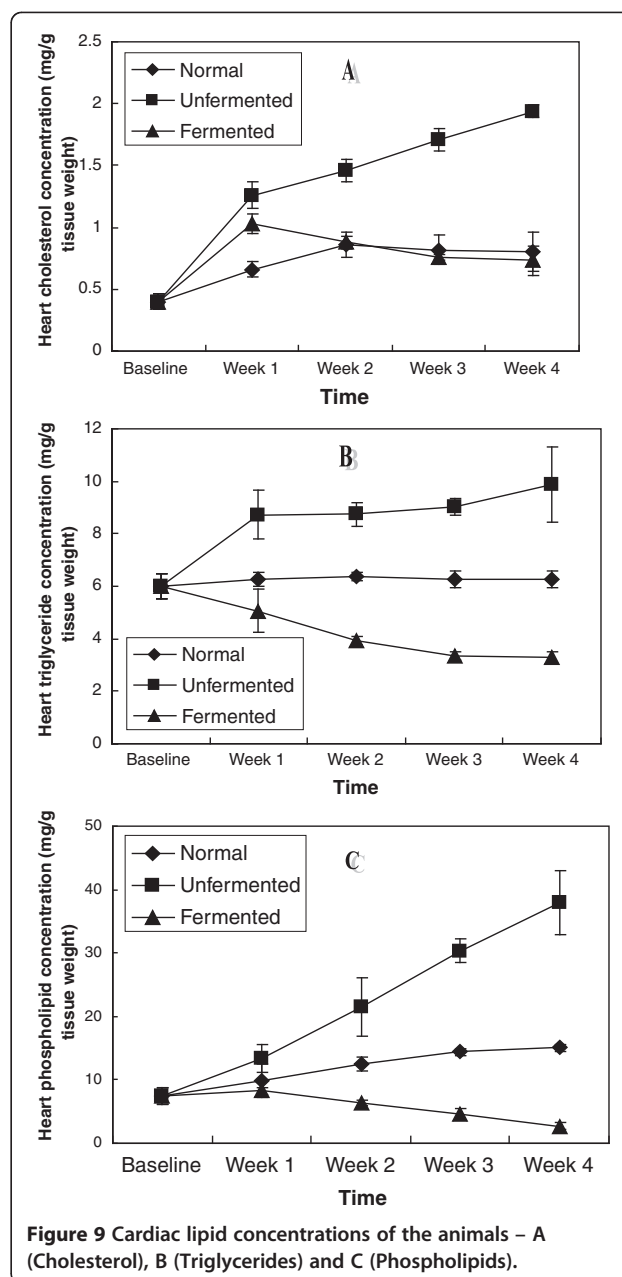 Heart cholesterol concentration (mg/g
tissue weight)
2.5
2
1.5
1
0.5
0
Normal
Unfermented
Fermented
A
Baseline Week 1 Week 2 Week 3 Week 4
Time
Heart triglyceride concentration (mg/g
tissue weight)
12
10
8
6
4
2
0
B
Normal
Unfermented
Fermented
Baseline Week 1 Week 2 Week 3 Week 4
Time
Heart phospholipid concentration (mg/g
tissue weight)
50
40
30
20
10
0
Normal
Unfermented
Fermented
C
Baseline Week 1 Week 2 Week 3 Week 4
Time
Figure 9 Cardiac lipid concentrations of the animals – A
(Cholesterol), B (Triglycerides) and C (Phospholipids).